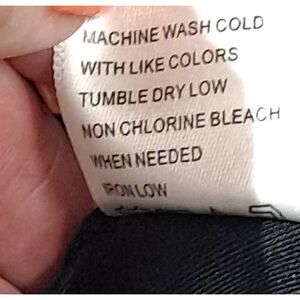 MACHINE WASH COLD
WITH LIKE COLORS
TUMBLE DRY LOW
NON CHLORINE BLEACH
WHEN NEEDED
IRON LOW